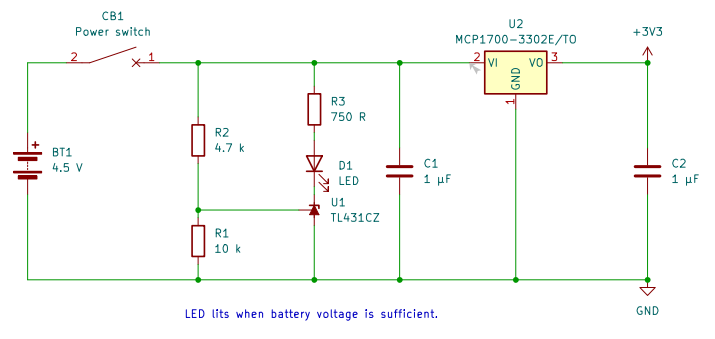 CB1
Power switch
2
1
U2
MCP1700-3302E/TO
+3V3
2
VI
VO
3
GND
1
R3
750 R
R2
4.7 k
BT1
4.5 V
D1
LED
C1
1 µF
C2
1 µF
U1
TL431CZ
R1
10 k
GND
LED lits when battery voltage is sufficient.